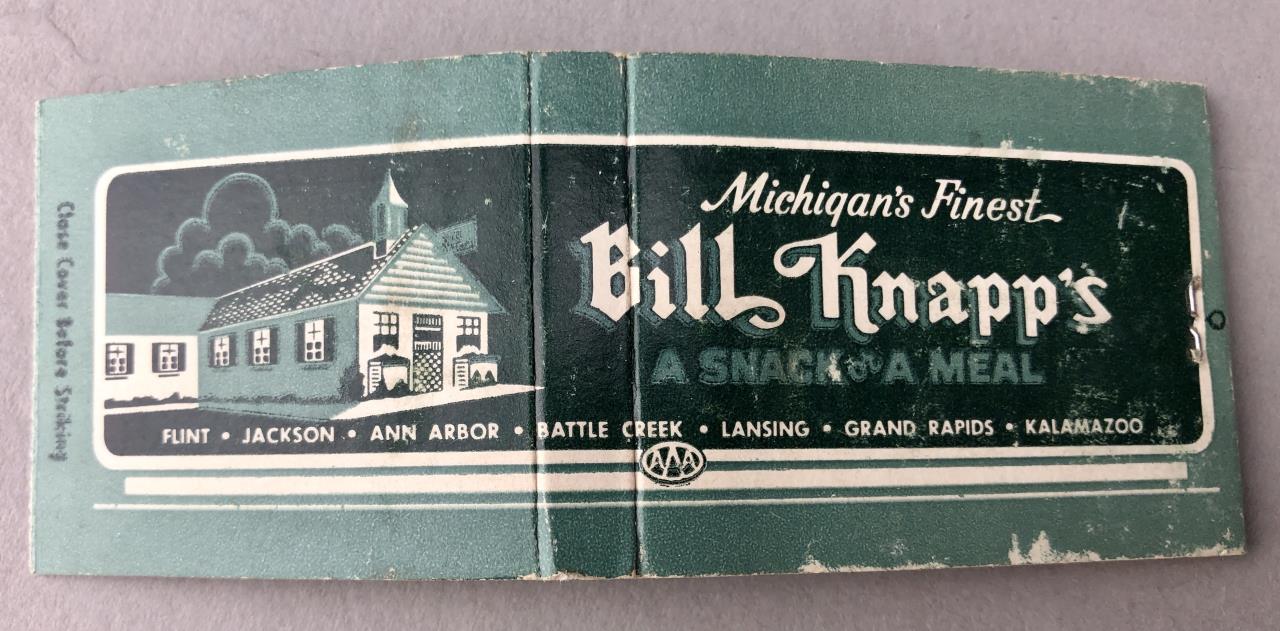 Close Cover Before Striking
Michigan's Finest
Bill Knapp's
A SNACK or A MEAL
FLINT • JACKSON • ANN ARBOR • BATTLE CREEK • LANSING • GRAND RAPIDS • KALAMAZOO
AAA